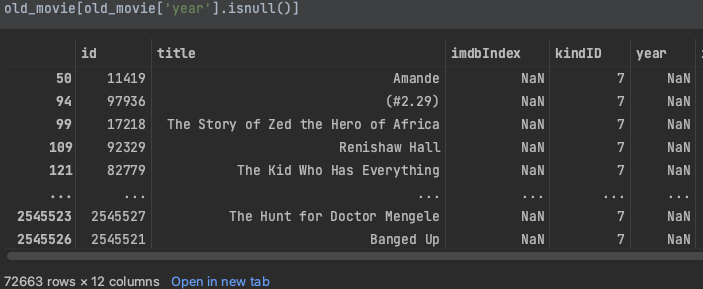 old_movie[old_movie['year'].isnull()]
id title imdbIndex kindID year
50 11419 Amande NaN 7 NaN
94 97936 (#2.29) NaN 7 NaN
99 17218 The Story of Zed the Hero of Africa NaN 7 NaN
109 92329 Renishaw Hall NaN 7 NaN
121 82779 The Kid Who Has Everything NaN 7 NaN
... ... ... ... ... ...
2545523 2545527 The Hunt for Doctor Mengele NaN 7 NaN
2545526 2545521 Banged Up NaN 7 NaN
72663 rows × 12 columns Open in new tab